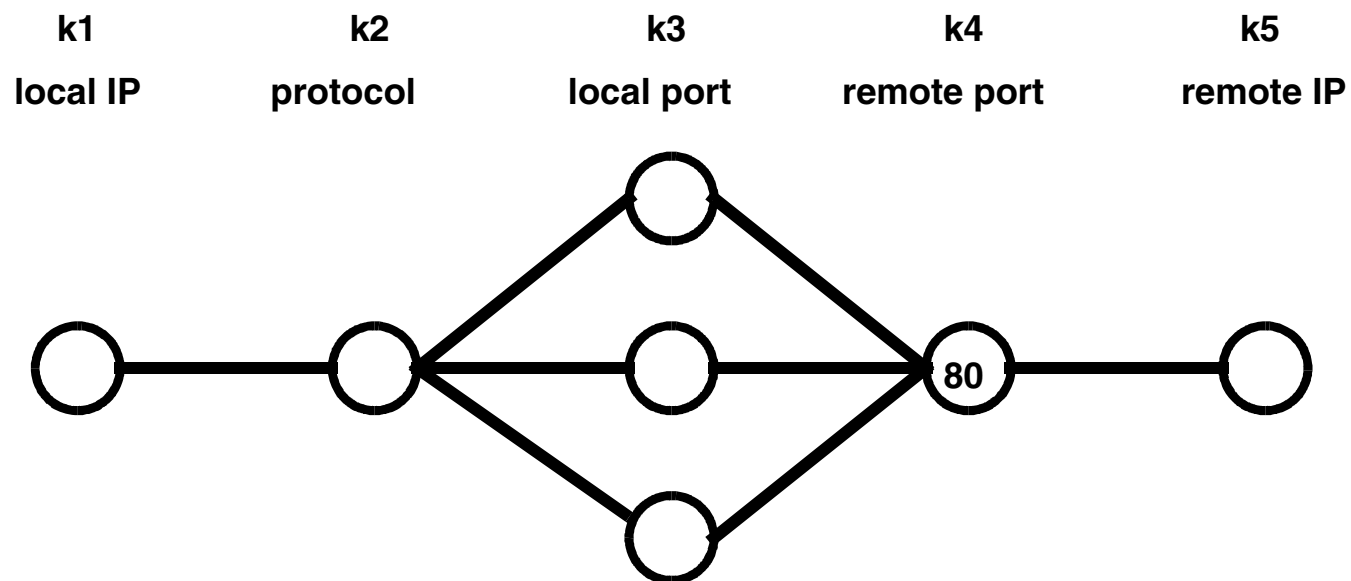 k1 k2 k3 k4 k5
local IP protocol local port remote port remote IP
80